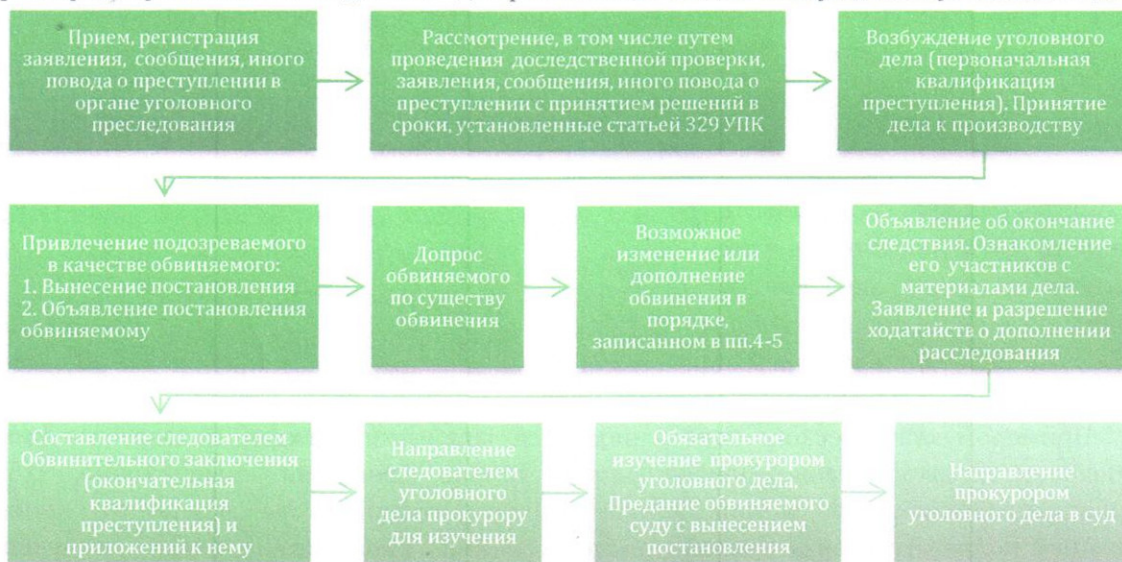 Прием, регистрация
заявления, сообщения, иного
повода о преступлении в
органе уголовного
преследования
Рассмотрение, в том числе путем
проведения доследственной проверки,
заявления, сообщения, иного повода о
преступлении с принятием решений в
сроки, установленные статьей 329 УПК
Возбуждение уголовного
дела (первоначальная
квалификация
преступления). Принятие
дела к производству
Привлечение подозреваемого
в качестве обвиняемого:
1. Вынесение постановления
2. Объявление постановления
обвиняемому
Допрос
обвиняемого
по существу
обвинения
Возможное
изменение или
дополнение
обвинения в
порядке,
записанном в пп.4-5
Объявление об окончание
следствия. Ознакомление
его участников с
материалами дела.
Заявление и разрешение
ходатайств о дополнении
расследования
Составление следователем
Обвинительного заключения
(окончательная
квалификация
преступления) и
приложений к нему
Направление
следователем
уголовного
дела прокурору
для изучения
Обязательное
изучение прокурором
уголовного дела.
Предание обвиняемого
суду с вынесением
постановления
Направление
прокурором
уголовного дела в суд